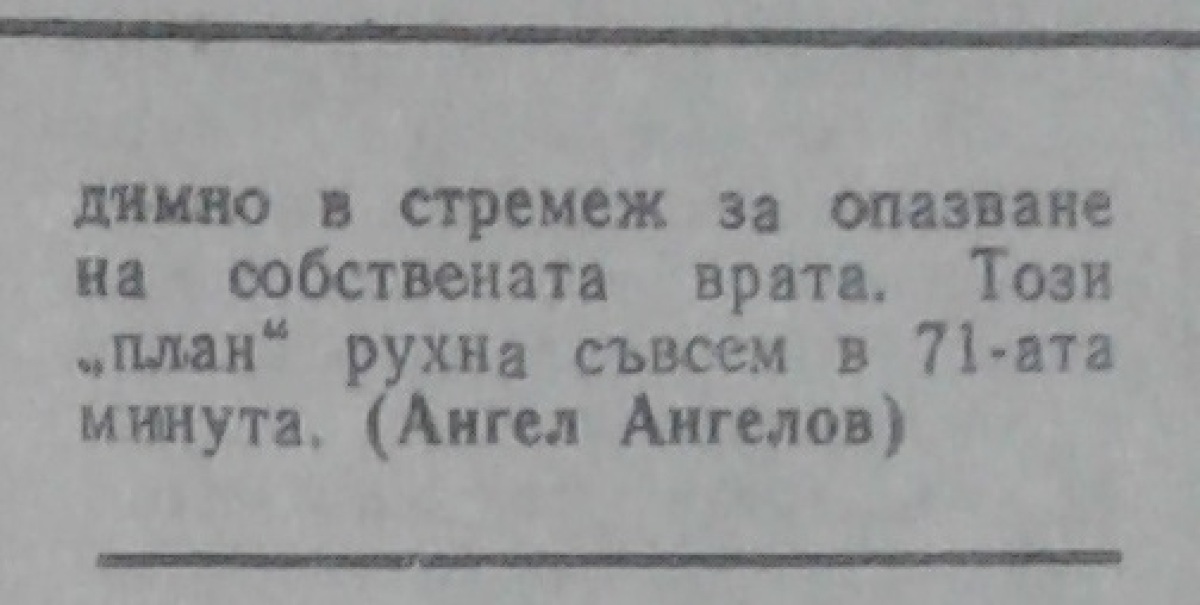 димно в стремеж за опазване
на собствената врата. Този
„план“ рухна съвсем в 71-ата
минута. (Ангел Ангелов)